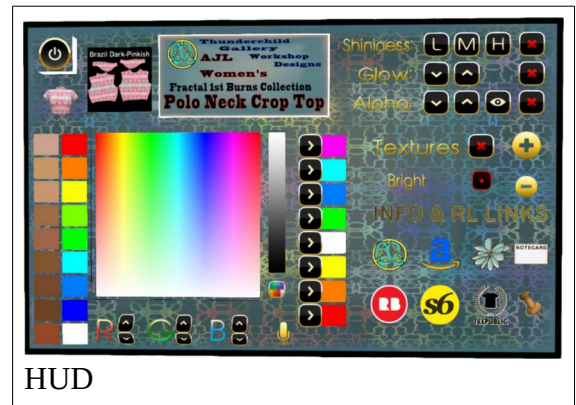 Brazil Dark-Pinkish
Thunderchild
Gallery
AJL Workshop
Designs
Women's
Fractal 1st Burns Collection
Polo Neck Crop Top
Shininess: L M H
Glow:
Alpha:
Textures
Bright
INFO & RL LINKS
a
NOTECARD
RB
s6
TEEPUBLIC
R G B
HUD